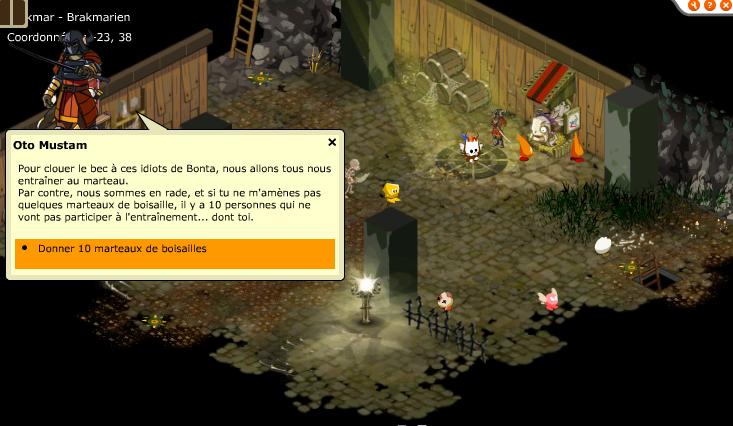 kmar - Brakmarien
-23, 38
Oto Mustam
Pour clouer le bec à ces idiots de Bonta, nous allons tous nous
entraîner au marteau.
Par contre, nous sommes en rade, et si tu ne m'amènes pas
quelques marteaux de boisaille, il y a 10 personnes qui ne
vont pas participer à l'entraînement... dont toi.
Donner 10 marteaux de boisailles